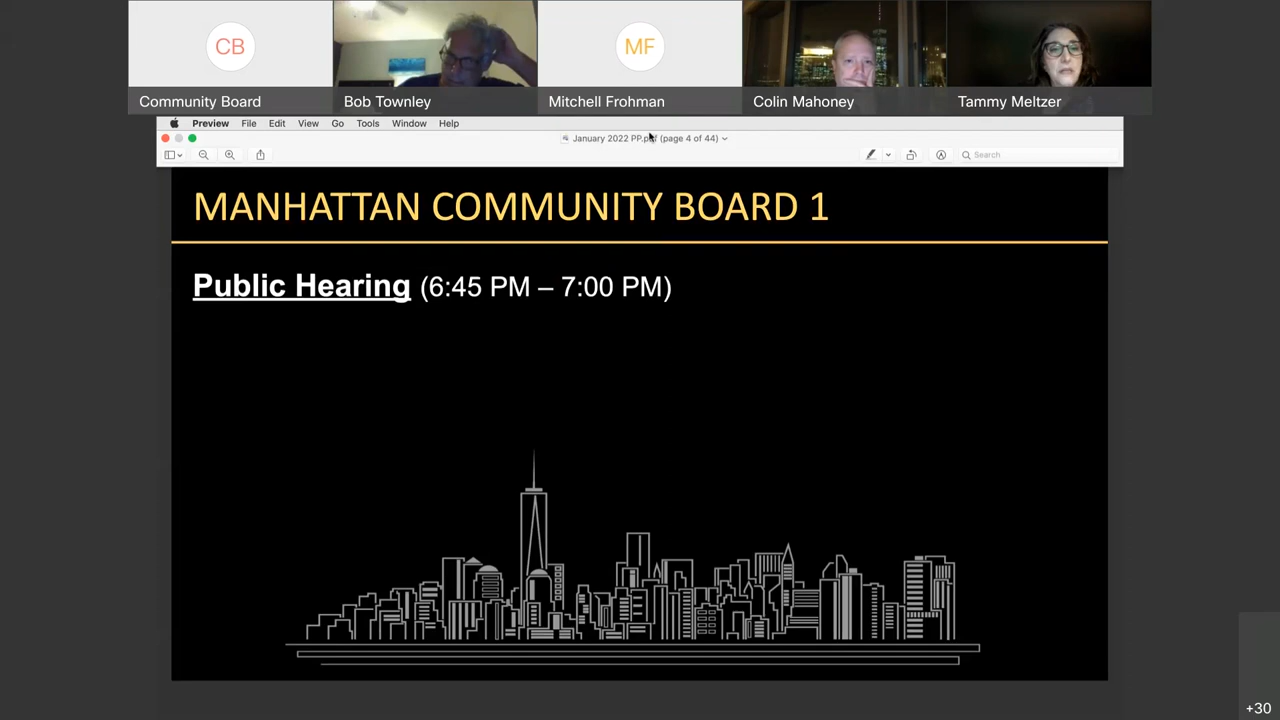 CB
MF
Community Board
Bob Townley
Mitchell Frohman
Colin Mahoney
Tammy Meltzer
Preview File Edit View Go Tools Window Help
January 2022 PP.pdf (page 4 of 44)
Search
MANHATTAN COMMUNITY BOARD 1
Public Hearing (6:45 PM – 7:00 PM)
+30